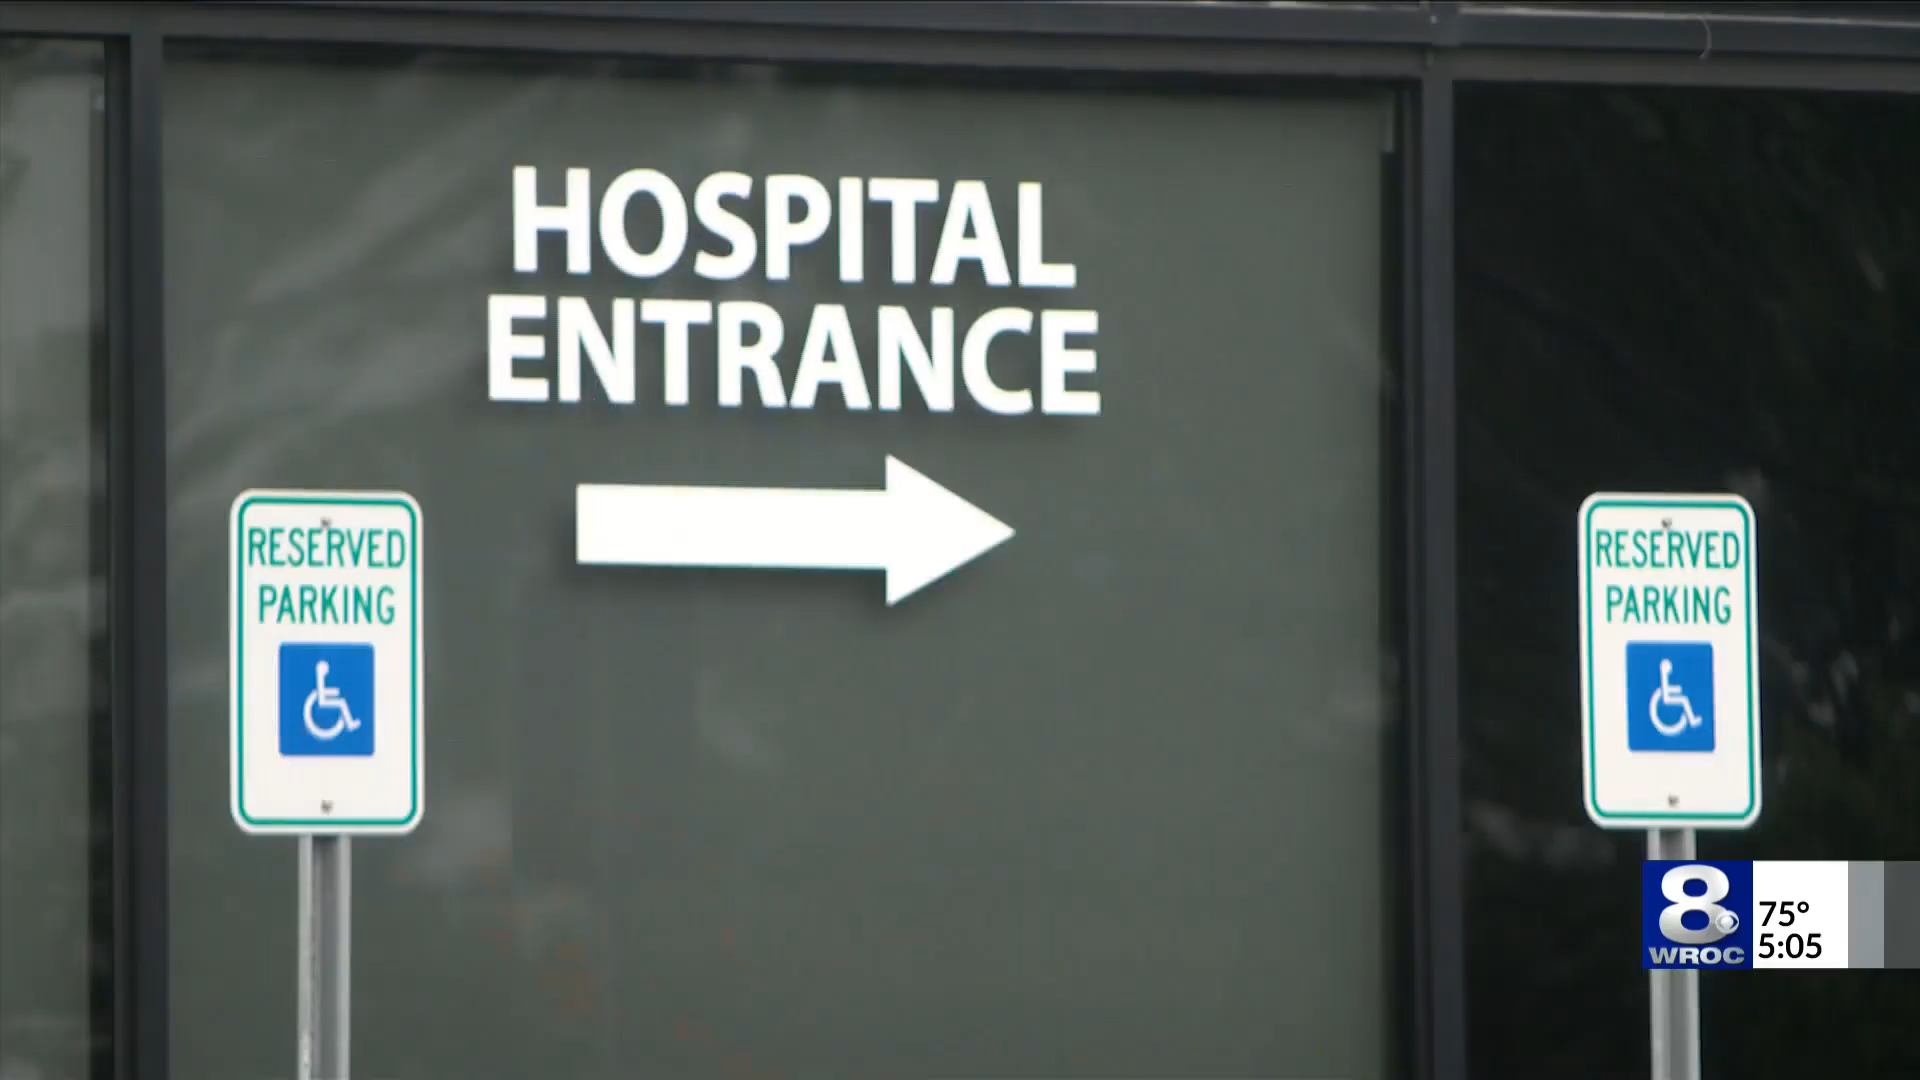 HOSPITAL
ENTRANCE
RESERVED
PARKING
RESERVED
PARKING
8
WROC
75°
5:05